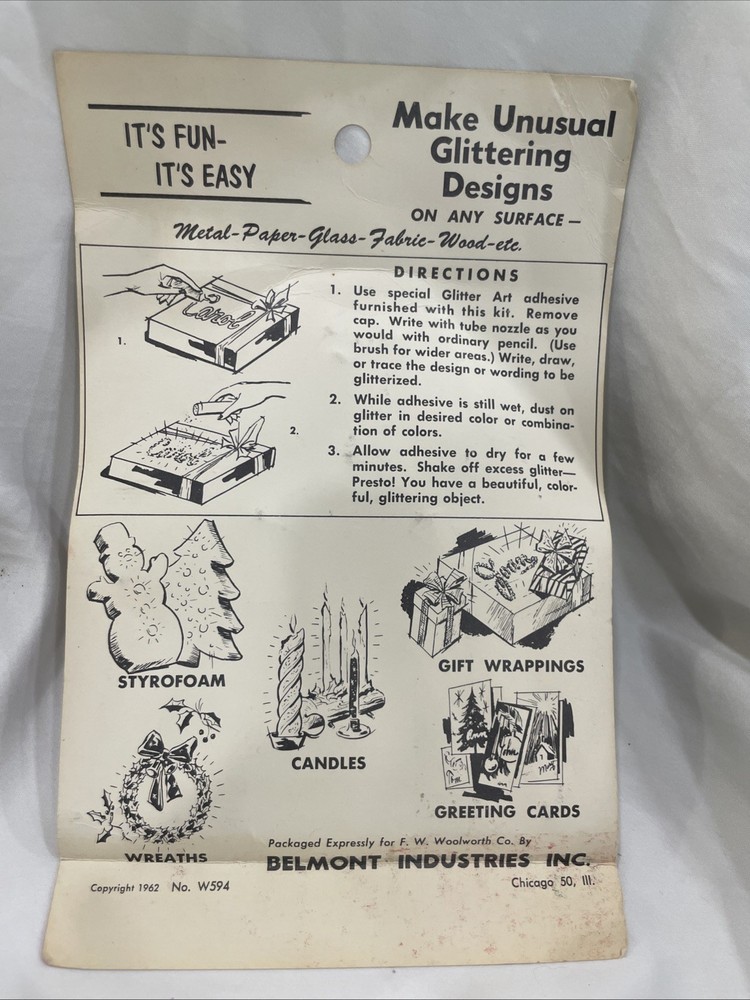 IT'S FUN-
IT'S EASY
Make Unusual
Glittering
Designs
ON ANY SURFACE—
Metal-Paper-Glass-Fabric-Wood-etc.
DIRECTIONS
1. Use special Glitter Art adhesive
furnished with this kit. Remove
cap. Write with tube nozzle as you
would with ordinary pencil. (Use
brush for wider areas.) Write, draw,
or trace the design or wording to be
glitterized.
2. While adhesive is still wet, dust on
glitter in desired color or combina-
tion of colors.
3. Allow adhesive to dry for a few
minutes. Shake off excess glitter—
Presto! You have a beautiful, color-
ful, glittering object.
1.
Carol
2.
STYROFOAM
GIFT WRAPPINGS
CANDLES
GREETING CARDS
WREATHS
Packaged Expressly for F. W. Woolworth Co. By
BELMONT INDUSTRIES INC.
Copyright 1962 No. W594
Chicago 50, Ill.